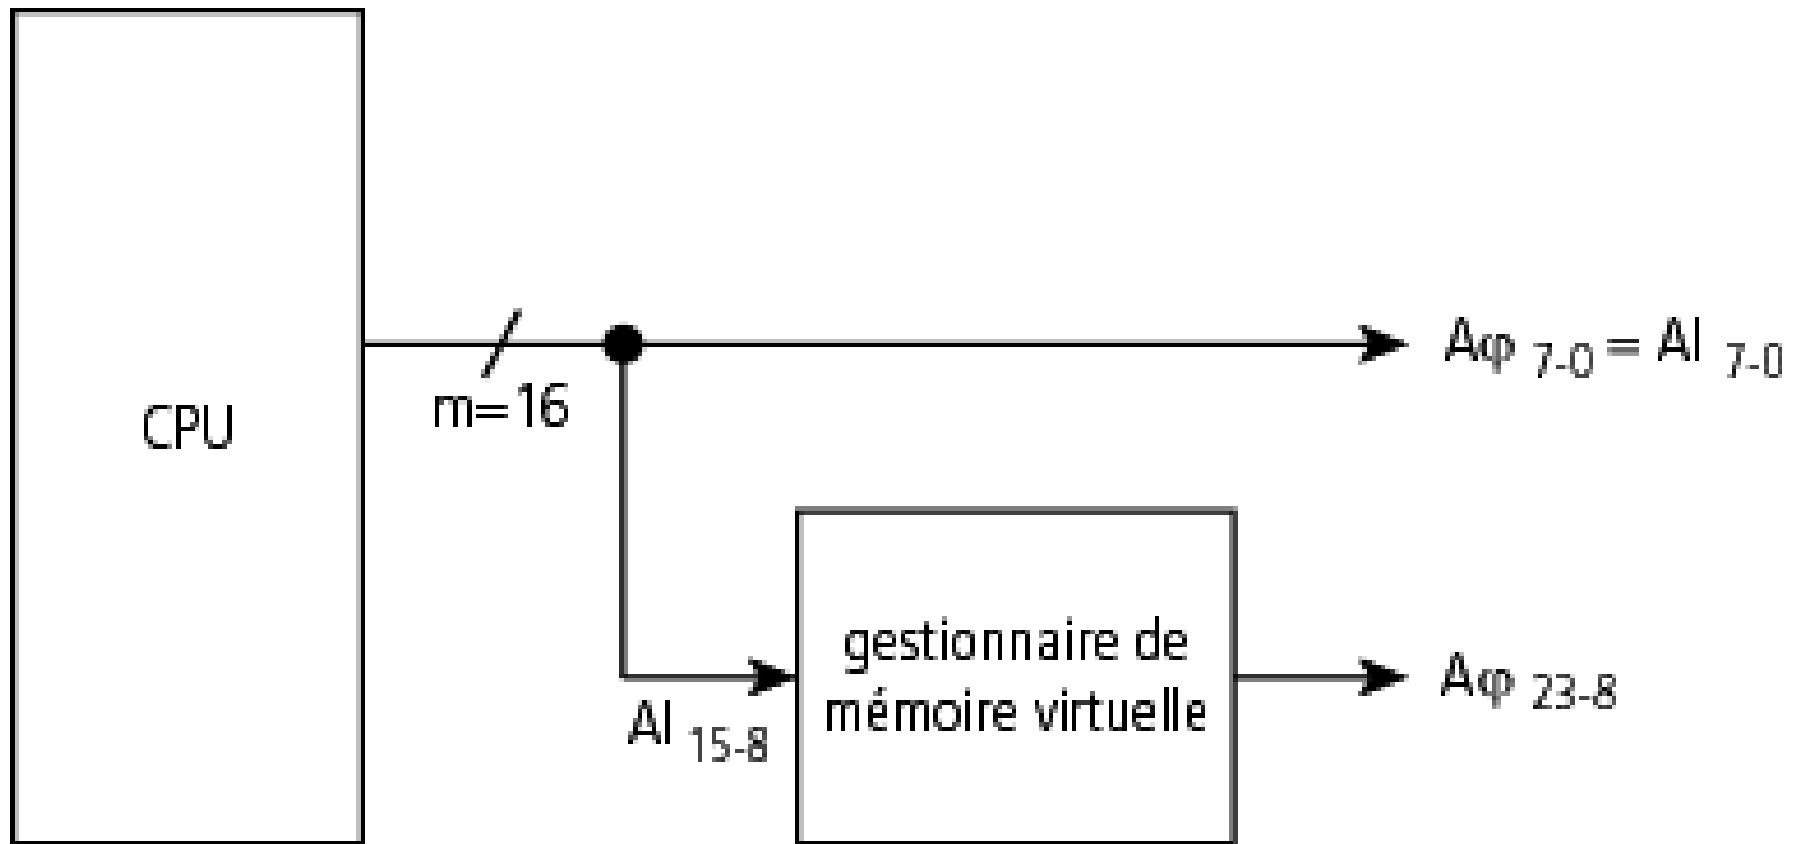 CPU
m=16
Aφ 7-0 = Al 7-0
gestionnaire de
mémoire virtuelle
Al 15-8
Aφ 23-8